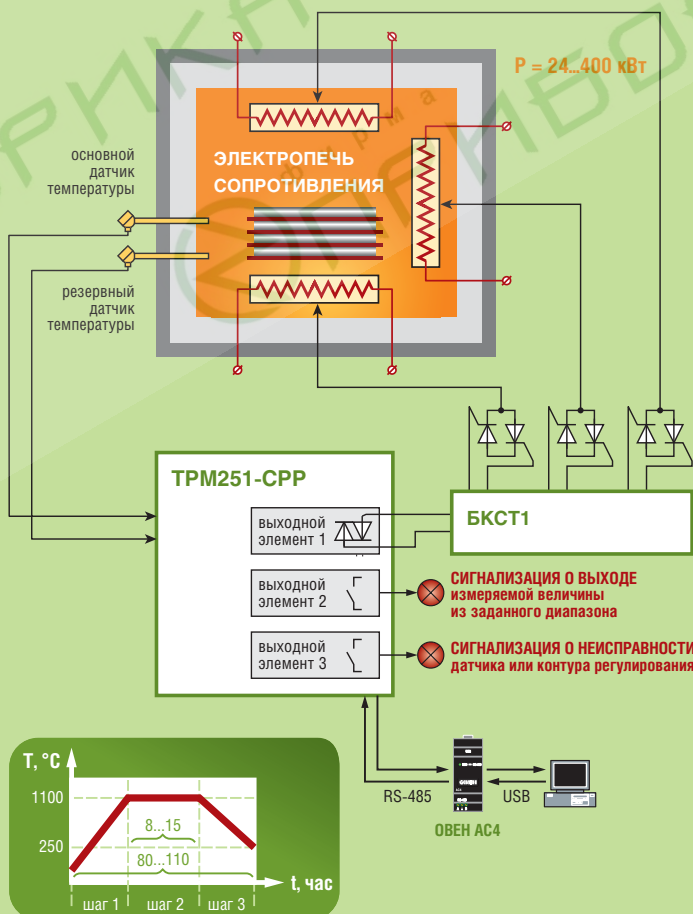 P = 24...400 кВт
основной
датчик
температуры
ЭЛЕКТРОПЕЧЬ
СОПРОТИВЛЕНИЯ
фирма
резервный
датчик
температуры
ТРМ251-СРР
выходной
элемент 1
БКСТ1
выходной
элемент 2
СИГНАЛИЗАЦИЯ О ВЫХОДЕ
измеряемой величины
из заданного диапазона
выходной
элемент 3
СИГНАЛИЗАЦИЯ О НЕИСПРАВНОСТИ
датчика или контура регулирования
RS-485
USB
ОВЕН АС4
T, °C
1100
8...15
250
80...110
t, час
шаг 1
шаг 2
шаг 3